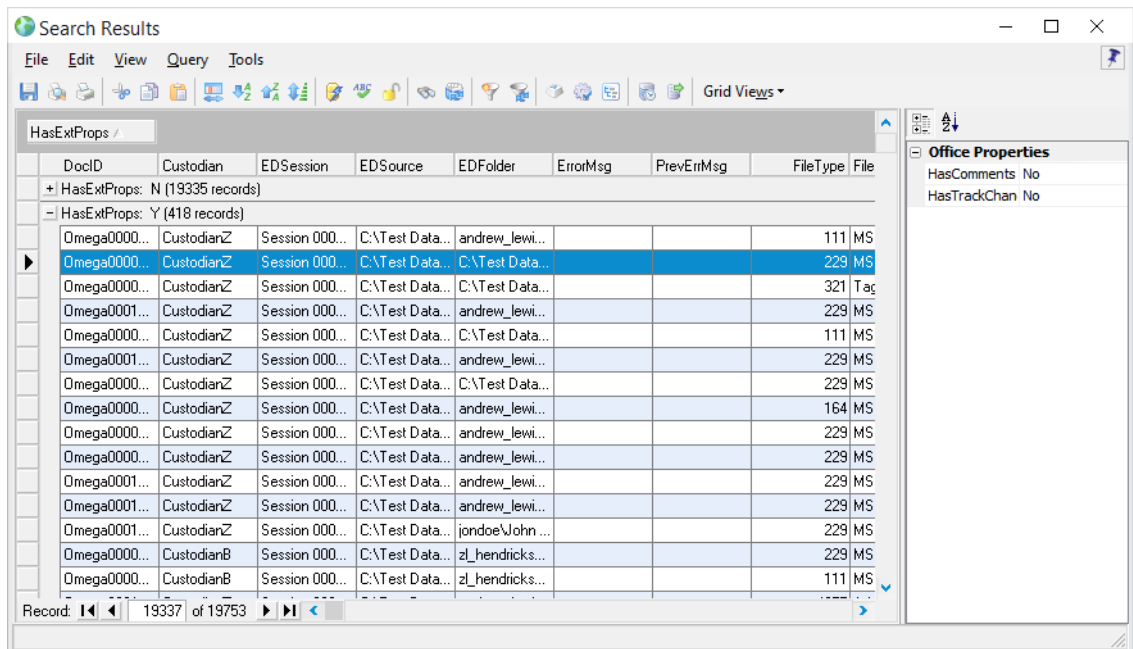 Search Results
File Edit View Query Tools
Grid Views
HasExtProps
DocID Custodian EDSession EDSource EDFolder ErrorMsg PrevErrMsg FileType File
HasExtProps: N (19335 records)
HasExtProps: Y (418 records)
Omega0000... CustodianZ Session 000... C:\Test Data... andrew_lewi... 111 MS
Omega0000... CustodianZ Session 000... C:\Test Data... C:\Test Data... 229 MS
Omega0000... CustodianZ Session 000... C:\Test Data... C:\Test Data... 321 Tag
Omega0001... CustodianZ Session 000... C:\Test Data... andrew_lewi... 229 MS
Omega0000... CustodianZ Session 000... C:\Test Data... C:\Test Data... 111 MS
Omega0001... CustodianZ Session 000... C:\Test Data... andrew_lewi... 229 MS
Omega0000... CustodianZ Session 000... C:\Test Data... C:\Test Data... 229 MS
Omega0000... CustodianZ Session 000... C:\Test Data... andrew_lewi... 164 MS
Omega0000... CustodianZ Session 000... C:\Test Data... andrew_lewi... 229 MS
Omega0000... CustodianZ Session 000... C:\Test Data... andrew_lewi... 229 MS
Omega0001... CustodianZ Session 000... C:\Test Data... andrew_lewi... 229 MS
Omega0001... CustodianZ Session 000... C:\Test Data... andrew_lewi... 229 MS
Omega0001... CustodianZ Session 000... C:\Test Data... jondoe\John ... 229 MS
Omega0000... CustodianB Session 000... C:\Test Data... zl_hendricks... 229 MS
Omega0000... CustodianB Session 000... C:\Test Data... zl_hendricks... 111 MS
Record: 19337 of 19753
Office Properties
HasComments No
HasTrackChan No